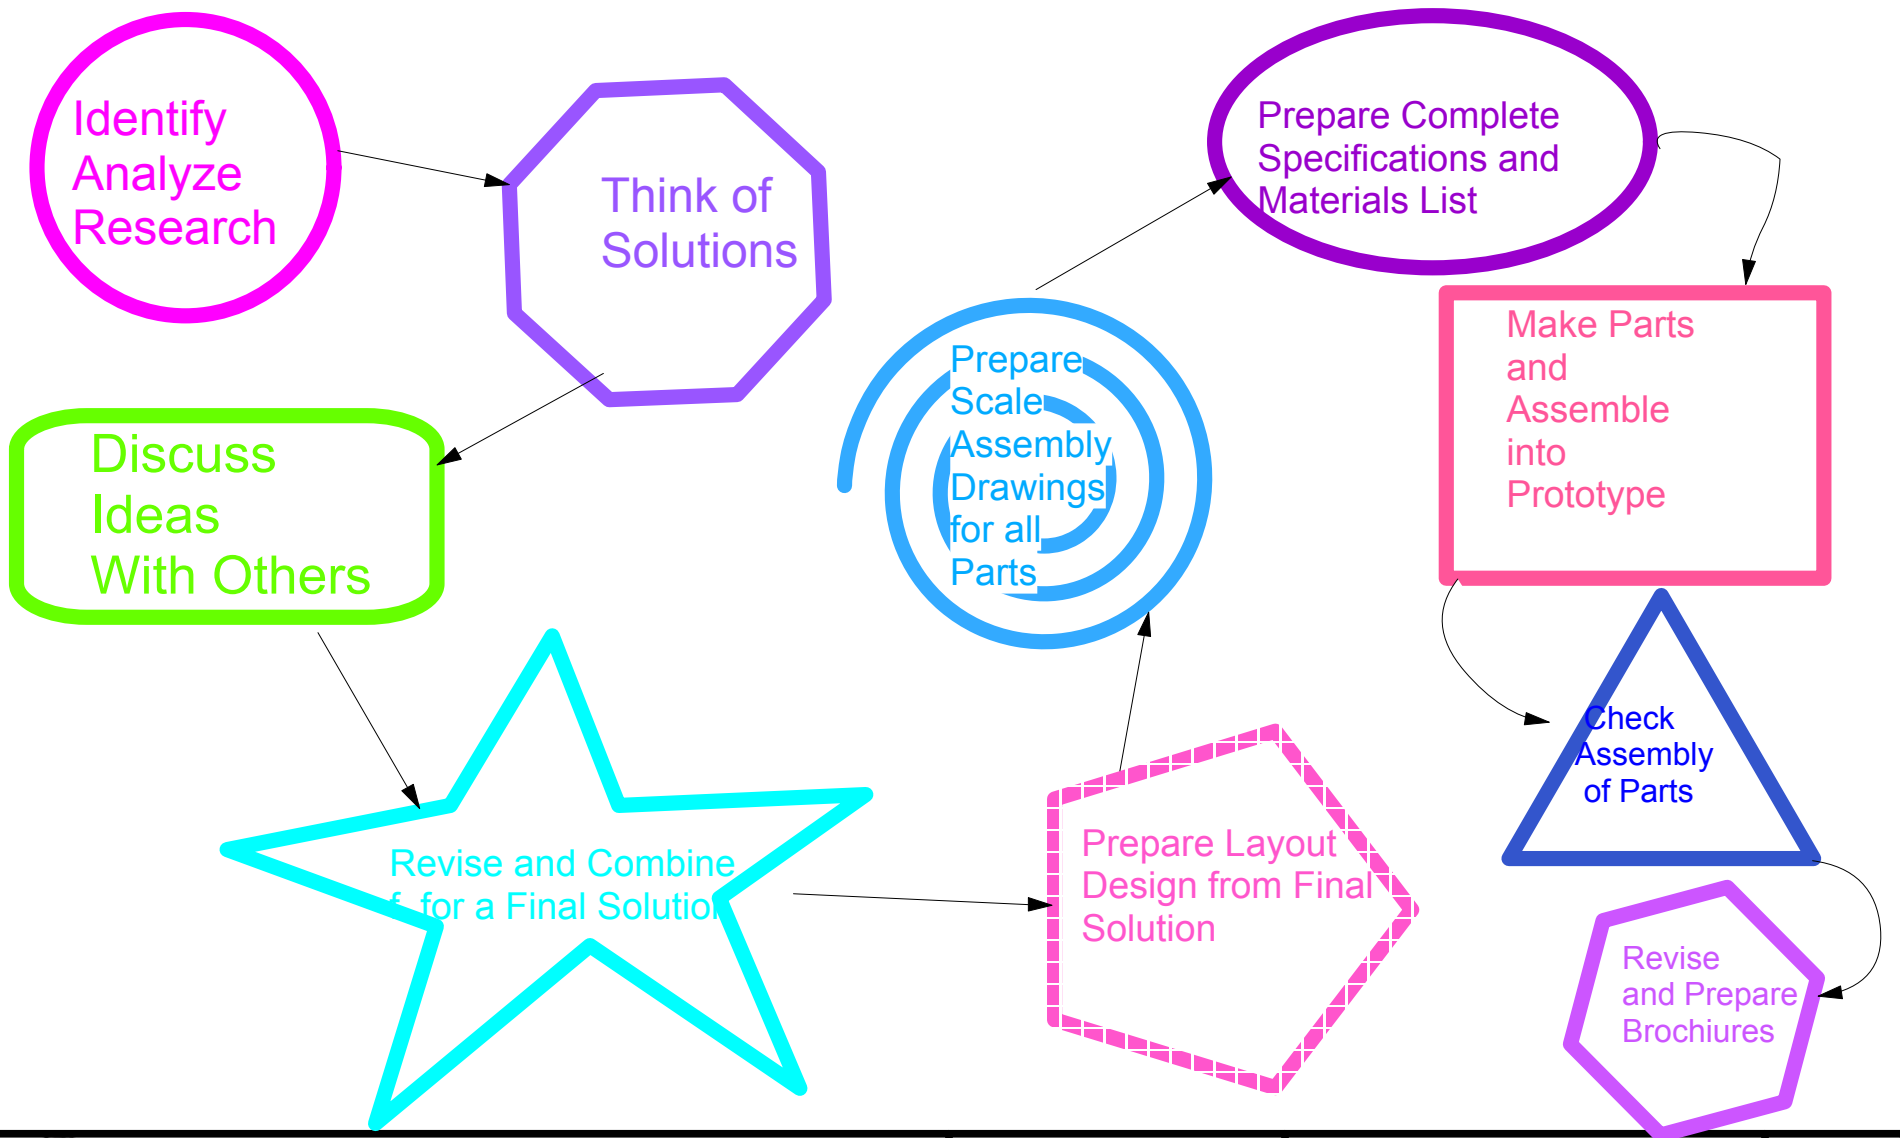 Identify
Analyze
Research
Think of
Solutions
Discuss
Ideas
With Others
Revise and Combine
f for a Final Solution
Prepare Layout
Design from Final
Solution
Prepare
Scale
Assembly
Drawings
for all
Parts
Prepare Complete
Specifications and
Materials List
Make Parts
and
Assemble
into
Prototype
Check
Assembly
of Parts
Revise
and Prepare
Brochiures